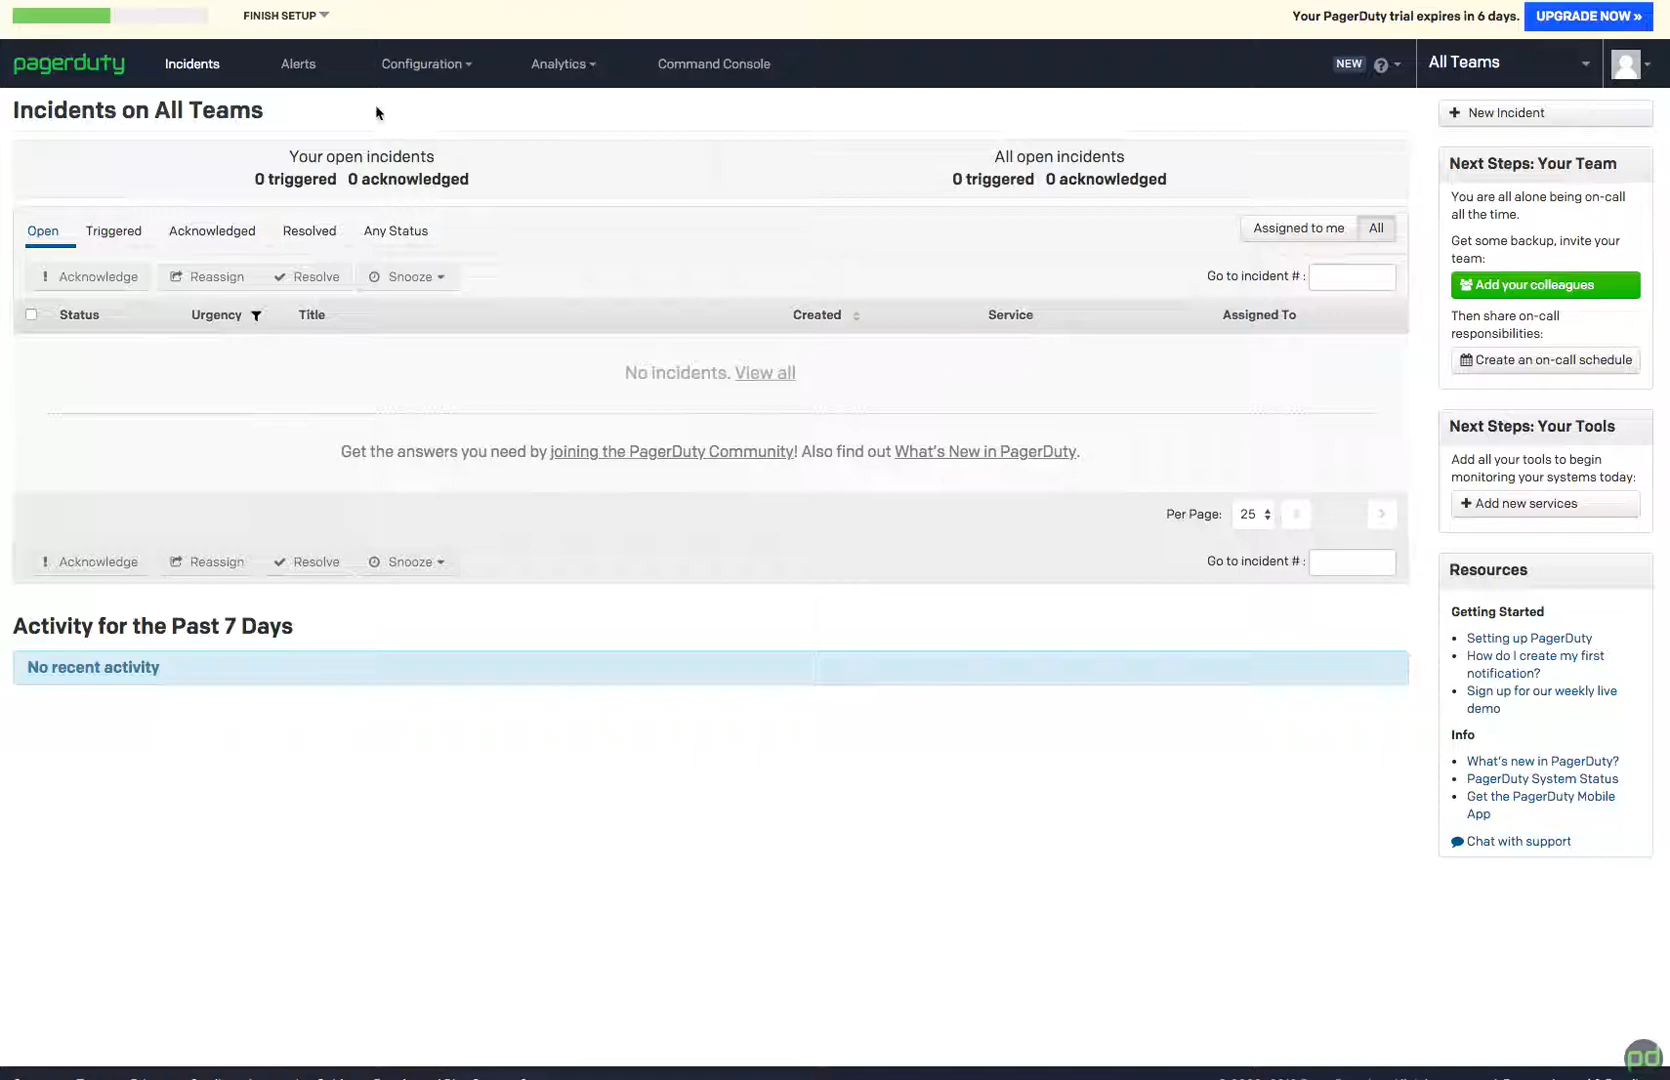 FINISH SETUP
Your PagerDuty trial expires in 6 days. UPGRADE NOW »
pagerduty Incidents Alerts Configuration Analytics Command Console NEW ? All Teams
Incidents on All Teams
Your open incidents
0 triggered 0 acknowledged
All open incidents
0 triggered 0 acknowledged
Open Triggered Acknowledged Resolved Any Status
Assigned to me All
! Acknowledge Reassign Resolve Snooze
Go to incident # :
Status Urgency Title Created Service Assigned To
No incidents. View all
Get the answers you need by joining the PagerDuty Community! Also find out What's New in PagerDuty.
Per Page: 25
! Acknowledge Reassign Resolve Snooze
Go to incident # :
Activity for the Past 7 Days
No recent activity
+ New Incident
Next Steps: Your Team
You are all alone being on-call
all the time.
Get some backup, invite your
team:
Add your colleagues
Then share on-call
responsibilities:
Create an on-call schedule
Next Steps: Your Tools
Add all your tools to begin
monitoring your systems today:
+ Add new services
Resources
Getting Started
• Setting up PagerDuty
• How do I create my first
notification?
• Sign up for our weekly live
demo
Info
• What's new in PagerDuty?
• PagerDuty System Status
• Get the PagerDuty Mobile
App
Chat with support
pd